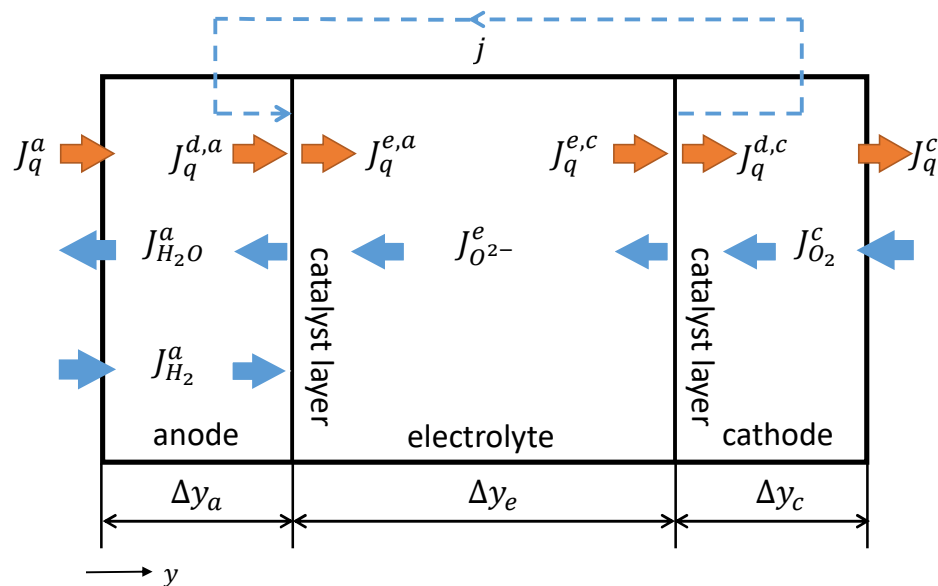 j
J_q^a J_q^{d,a} J_q^{e,a} J_q^{e,c} J_q^{d,c} J_q^c
J_{H_2O}^a J_{O^{2-}}^e J_{O_2}^c
J_{H_2}^a
catalyst layer
catalyst layer
anode electrolyte cathode
Δy_a Δy_e Δy_c
y